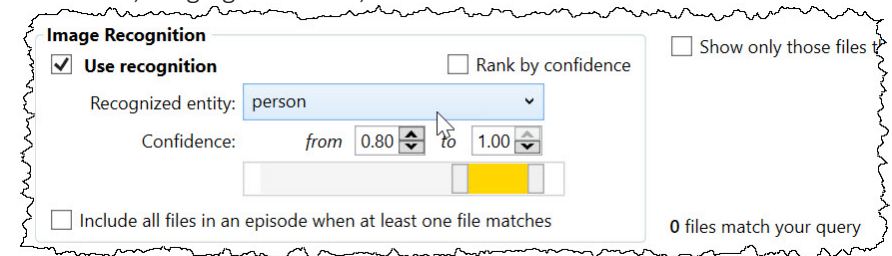 Image Recognition
Use recognition
Rank by confidence
Recognized entity: person
Confidence: from 0.80 to 1.00
Include all files in an episode when at least one file matches
Show only those files
0 files match your query